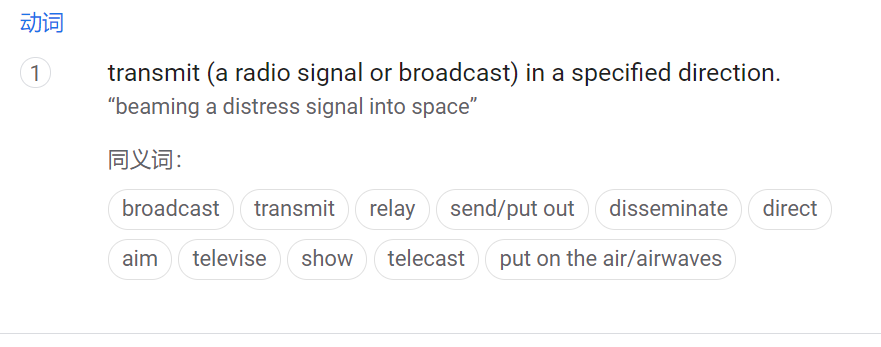 动词
1 transmit (a radio signal or broadcast) in a specified direction.
“beaming a distress signal into space”
同义词：
broadcast transmit relay send/put out disseminate direct
aim televise show telecast put on the air/airwaves